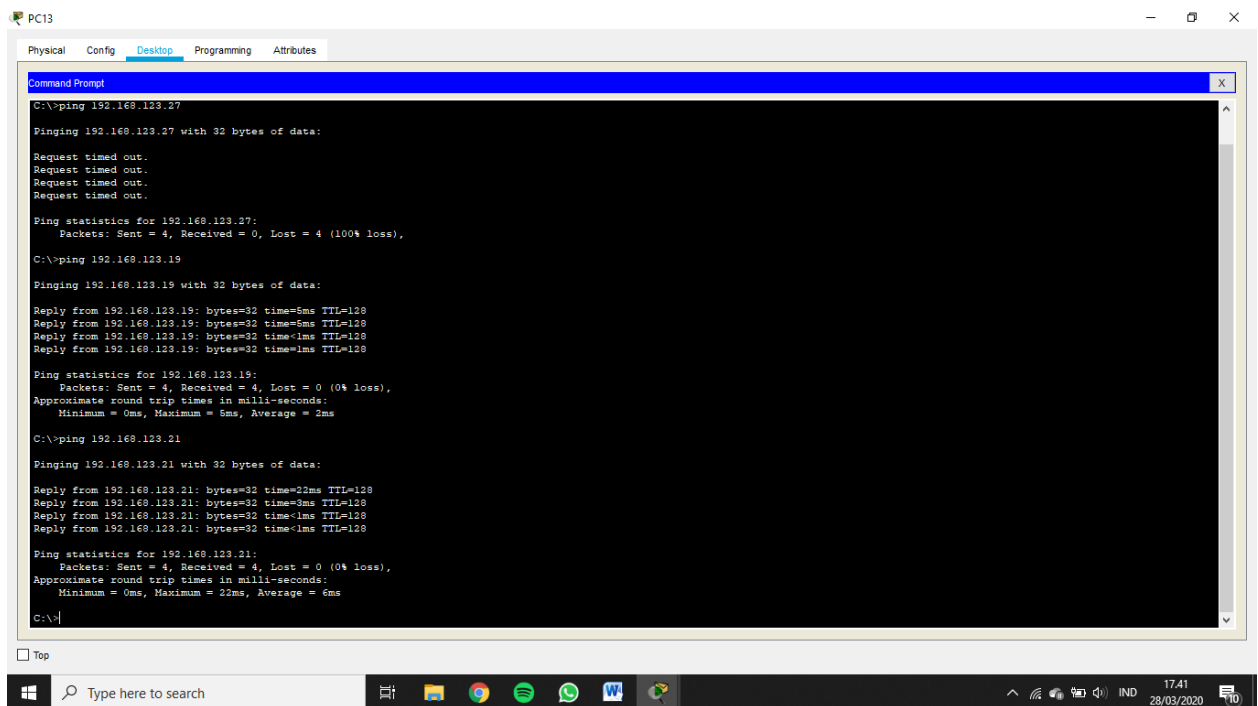 PC13
Physical Config Desktop Programming Attributes
Command Prompt
X
C:\>ping 192.168.123.27
Pinging 192.168.123.27 with 32 bytes of data:
Request timed out.
Request timed out.
Request timed out.
Request timed out.
Ping statistics for 192.168.123.27:
Packets: Sent = 4, Received = 0, Lost = 4 (100% loss),
C:\>ping 192.168.123.19
Pinging 192.168.123.19 with 32 bytes of data:
Reply from 192.168.123.19: bytes=32 time=5ms TTL=128
Reply from 192.168.123.19: bytes=32 time=5ms TTL=128
Reply from 192.168.123.19: bytes=32 time<1ms TTL=128
Reply from 192.168.123.19: bytes=32 time=1ms TTL=128
Ping statistics for 192.168.123.19:
Packets: Sent = 4, Received = 4, Lost = 0 (0% loss),
Approximate round trip times in milli-seconds:
Minimum = 0ms, Maximum = 5ms, Average = 2ms
C:\>ping 192.168.123.21
Pinging 192.168.123.21 with 32 bytes of data:
Reply from 192.168.123.21: bytes=32 time=22ms TTL=128
Reply from 192.168.123.21: bytes=32 time=3ms TTL=128
Reply from 192.168.123.21: bytes=32 time<1ms TTL=128
Reply from 192.168.123.21: bytes=32 time<1ms TTL=128
Ping statistics for 192.168.123.21:
Packets: Sent = 4, Received = 4, Lost = 0 (0% loss),
Approximate round trip times in milli-seconds:
Minimum = 0ms, Maximum = 22ms, Average = 6ms
C:\>
Top
Type here to search
IND
17.41
28/03/2020
10